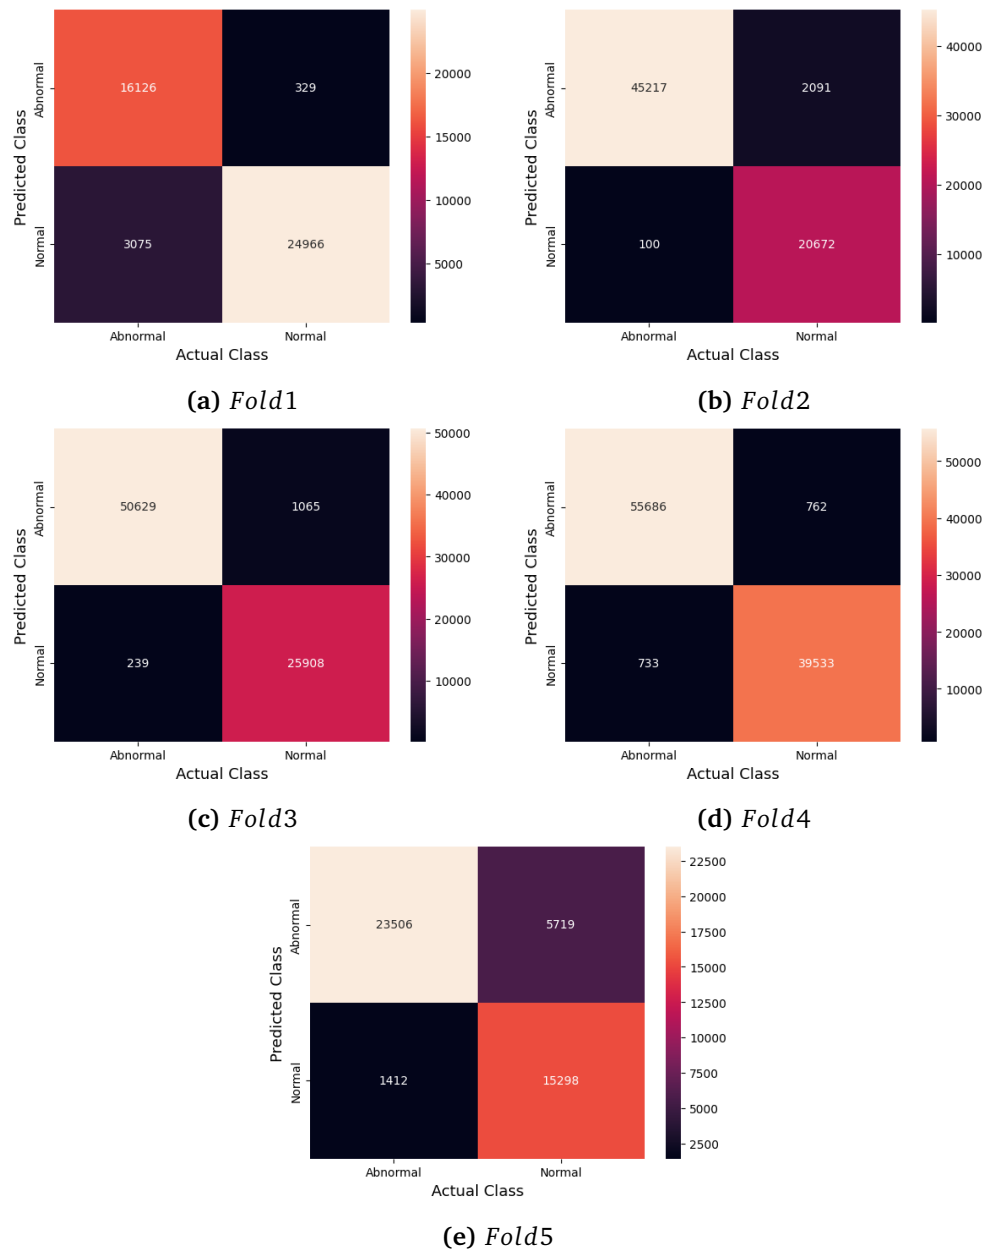 Predicted Class
Abnormal
Normal
16126 329
3075 24966
Abnormal Normal
Actual Class
20000
15000
10000
5000
(a) Fold1
Predicted Class
Abnormal
Normal
45217 2091
100 20672
Abnormal Normal
Actual Class
40000
30000
20000
10000
(b) Fold2
Predicted Class
Abnormal
Normal
50629 1065
239 25908
Abnormal Normal
Actual Class
50000
40000
30000
20000
10000
(c) Fold3
Predicted Class
Abnormal
Normal
55686 762
733 39533
Abnormal Normal
Actual Class
50000
40000
30000
20000
10000
(d) Fold4
Predicted Class
Abnormal
Normal
23506 5719
1412 15298
Abnormal Normal
Actual Class
22500
20000
17500
15000
12500
10000
7500
5000
2500
(e) Fold5